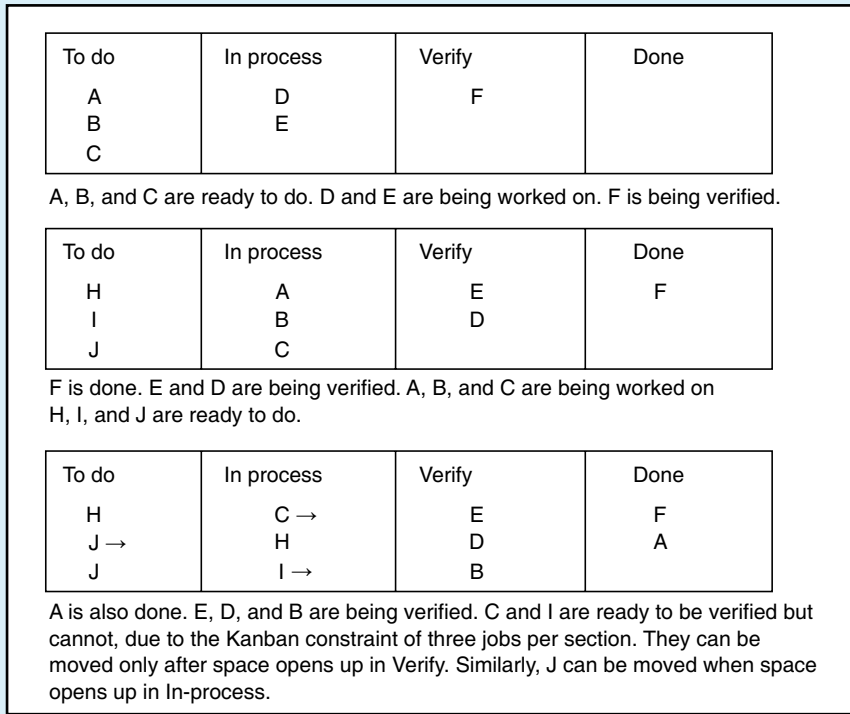 To do In process Verify Done
A D F
B E
C
A, B, and C are ready to do. D and E are being worked on. F is being verified.
To do In process Verify Done
H A E F
I B D
J C
F is done. E and D are being verified. A, B, and C are being worked on
H, I, and J are ready to do.
To do In process Verify Done
H C → E F
J → H D A
J I → B
A is also done. E, D, and B are being verified. C and I are ready to be verified but
cannot, due to the Kanban constraint of three jobs per section. They can be
moved only after space opens up in Verify. Similarly, J can be moved when space
opens up in In-process.